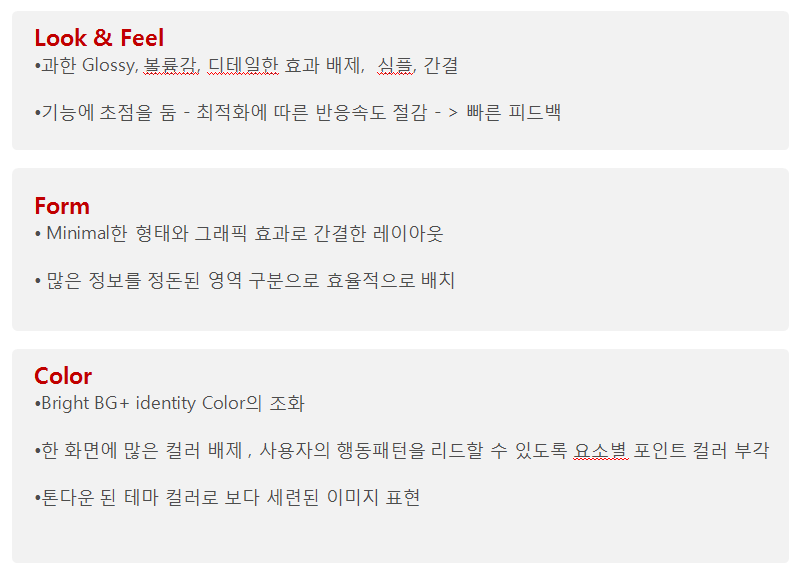 Look & Feel
•과한 Glossy, 볼륨감, 디테일한 효과 배제,  심플, 간결
•기능에 초점을 둠 - 최적화에 따른 반응속도 절감 - > 빠른 피드백
Form
• Minimal한 형태와 그래픽 효과로 간결한 레이아웃
• 많은 정보를 정돈된 영역 구분으로 효율적으로 배치
Color
•Bright BG+ identity Color의 조화
•한 화면에 많은 컬러 배제 , 사용자의 행동패턴을 리드할 수 있도록 요소별 포인트 컬러 부각
•톤다운 된 테마 컬러로 보다 세련된 이미지 표현